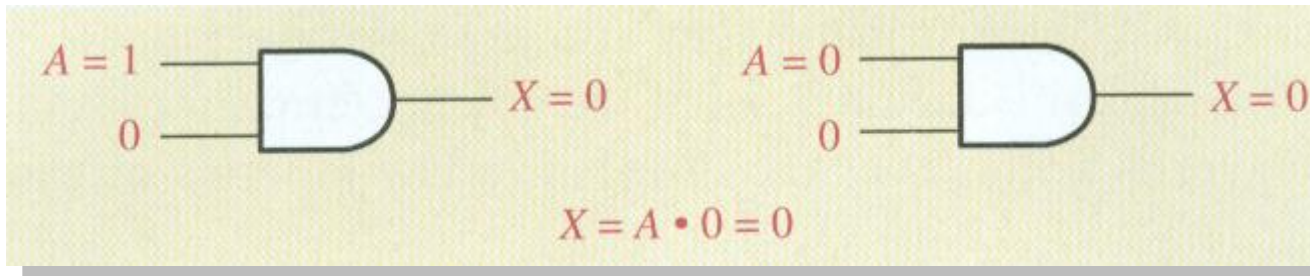 A = 1
0
X = 0
A = 0
0
X = 0
X = A • 0 = 0